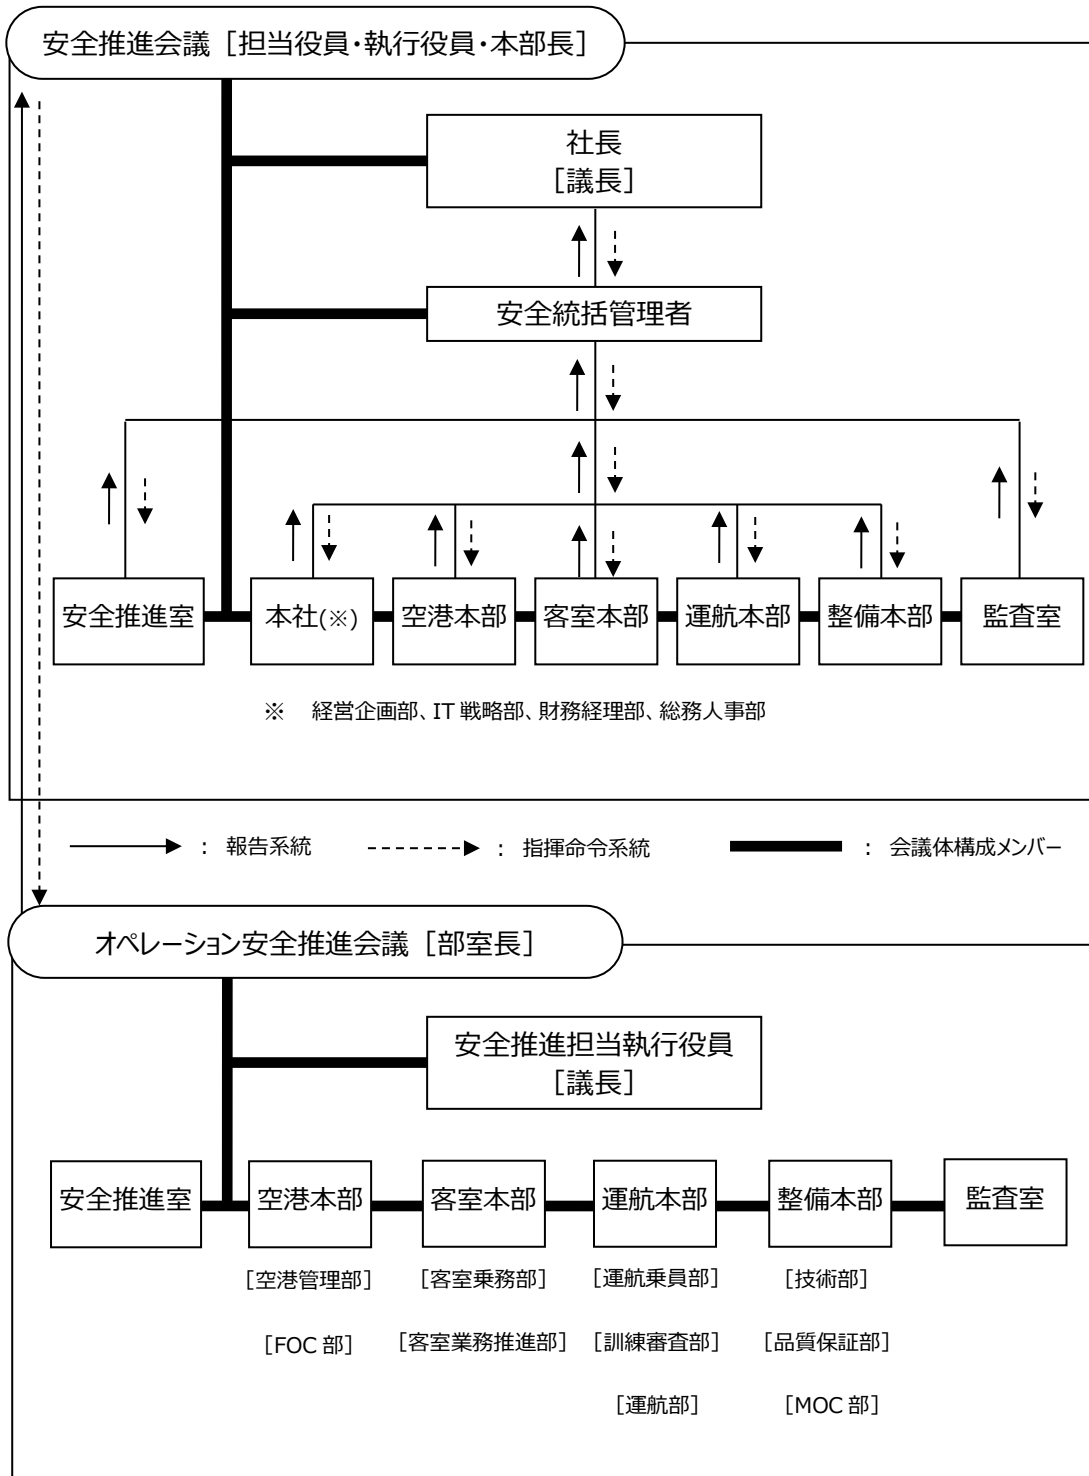 安全推進会議［担当役員・執行役員・本部長］
社長
［議長］
安全統括管理者
安全推進室
本社(※)
空港本部
客室本部
運航本部
整備本部
監査室
※　経営企画部、IT 戦略部、財務経理部、総務人事部
：報告系統
：指揮命令系統
：会議体構成メンバー
オペレーション安全推進会議［部室長］
安全推進担当執行役員
［議長］
安全推進室
空港本部
客室本部
運航本部
整備本部
監査室
［空港管理部］
［客室乗務部］
［運航乗員部］
［技術部］
［FOC 部］
［客室業務推進部］
［訓練審査部］
［品質保証部］
［運航部］
［MOC 部］